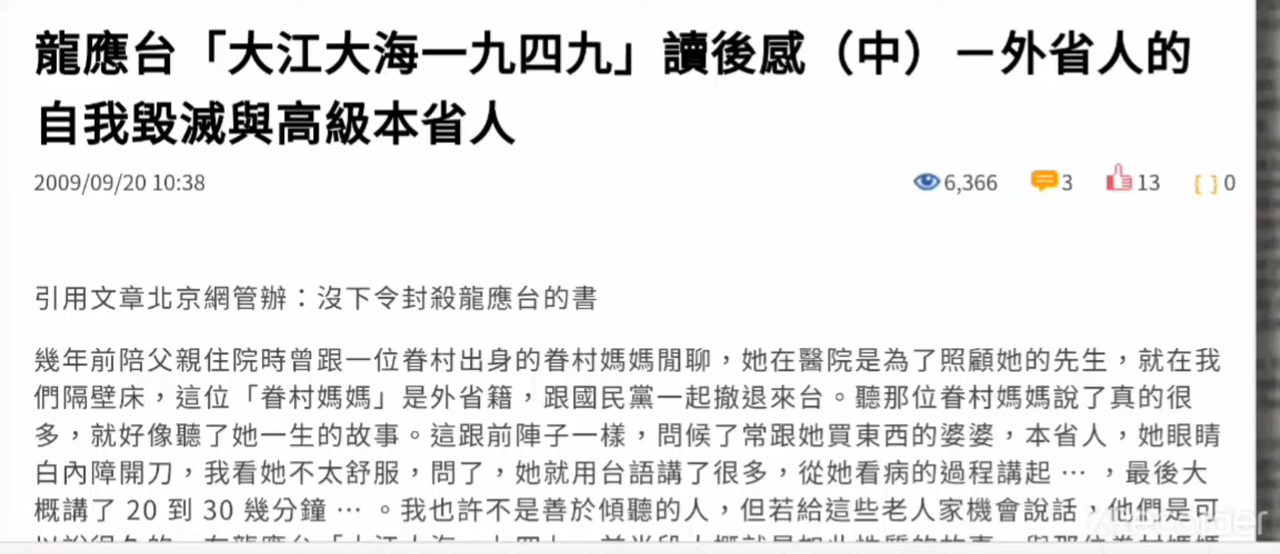 龍應台「大江大海一九四九」讀後感（中）－外省人的
自我毀滅與高級本省人
2009/09/20 10:38
6,366 3 13 0
引用文章北京網管辦：沒下令封殺龍應台的書
幾年前陪父親住院時曾跟一位眷村出身的眷村媽媽閒聊，她在醫院是為了照顧她的先生，就在我
們隔壁床，這位「眷村媽媽」是外省籍，跟國民黨一起撤退來台。聽那位眷村媽媽說了真的很
多，就好像聽了她一生的故事。這跟前陣子一樣，問候了常跟她買東西的婆婆，本省人，她眼睛
白內障開刀，我看她不太舒服，問了，她就用台語講了很多，從她看病的過程講起 … ，最後大
概講了 20 到 30 幾分鐘 … 。我也許不是善於傾聽的人，但若給這些老人家機會說話，他們是可